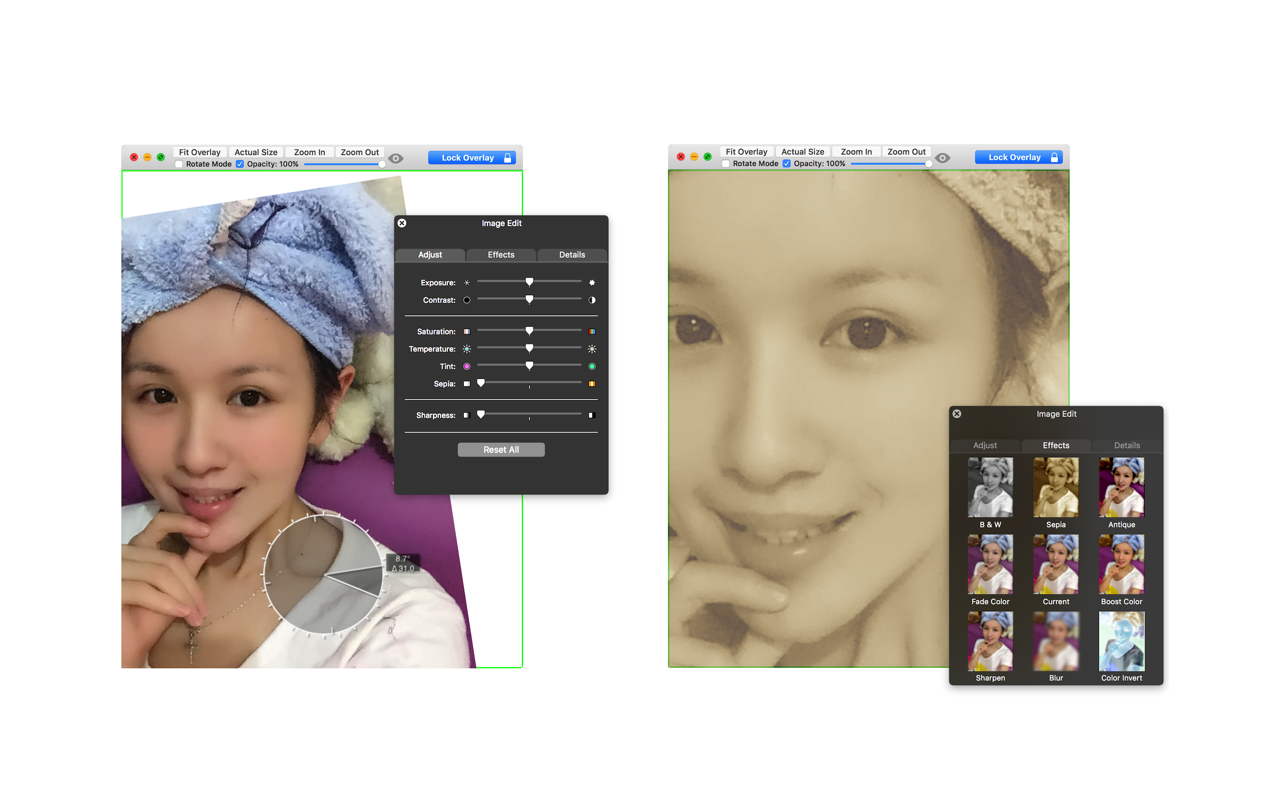 Fit Overlay Actual Size Zoom In Zoom Out
Rotate Mode Opacity: 100% Lock Overlay
Image Edit
Adjust Effects Details
Exposure:
Contrast:
Saturation:
Temperature:
Tint:
Sepia:
Sharpness:
Reset All
8.7°
Δ31.0
Fit Overlay Actual Size Zoom In Zoom Out
Rotate Mode Opacity: 100% Lock Overlay
Image Edit
Adjust Effects Details
B & W Sepia Antique
Fade Color Current Boost Color
Sharpen Blur Color Invert